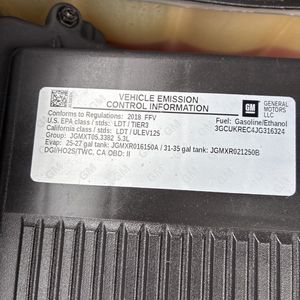 VEHICLE EMISSION
CONTROL INFORMATION
GM
GENERAL
MOTORS
LLC
Conforms to Regulations: 2018 FFV
Fuel: Gasoline/Ethanol
U.S. EPA class / stds: LDT / TIER3
3GCUKREC4JG316324
California class / stds: LDT / ULEV125
Group: JGMXT05.3382 5.3L
Evap: 25-27 gal tank: JGMXR016150A / 31-35 gal tank: JGMXR021250B
DGI/HO2S/TWC, CA OBD: II